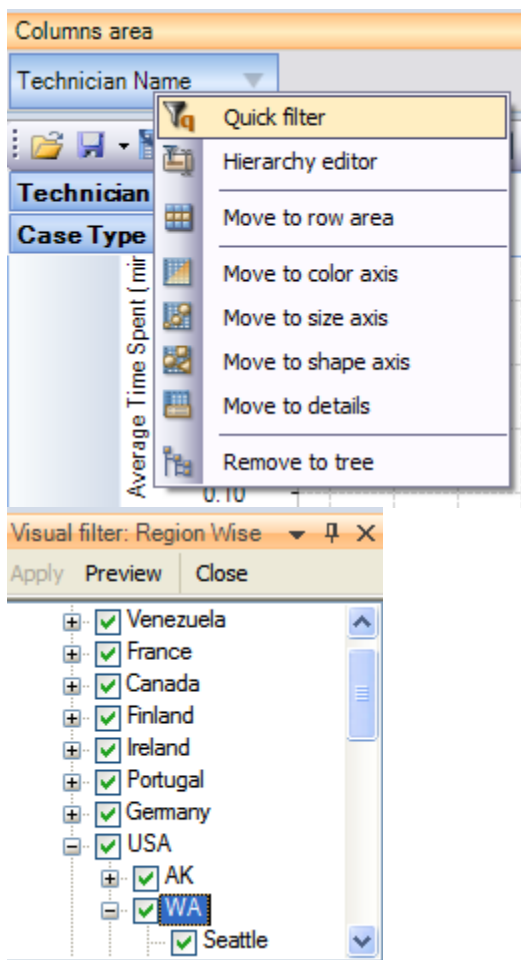 Columns area
Technician Name
Quick filter
Hierarchy editor
Technician
Move to row area
Case Type
Move to color axis
Move to size axis
Move to shape axis
Move to details
Remove to tree
Average Time Spent ( mir
0.10
Visual filter: Region Wise
Apply Preview Close
Venezuela
France
Canada
Finland
Ireland
Portugal
Germany
USA
AK
WA
Seattle